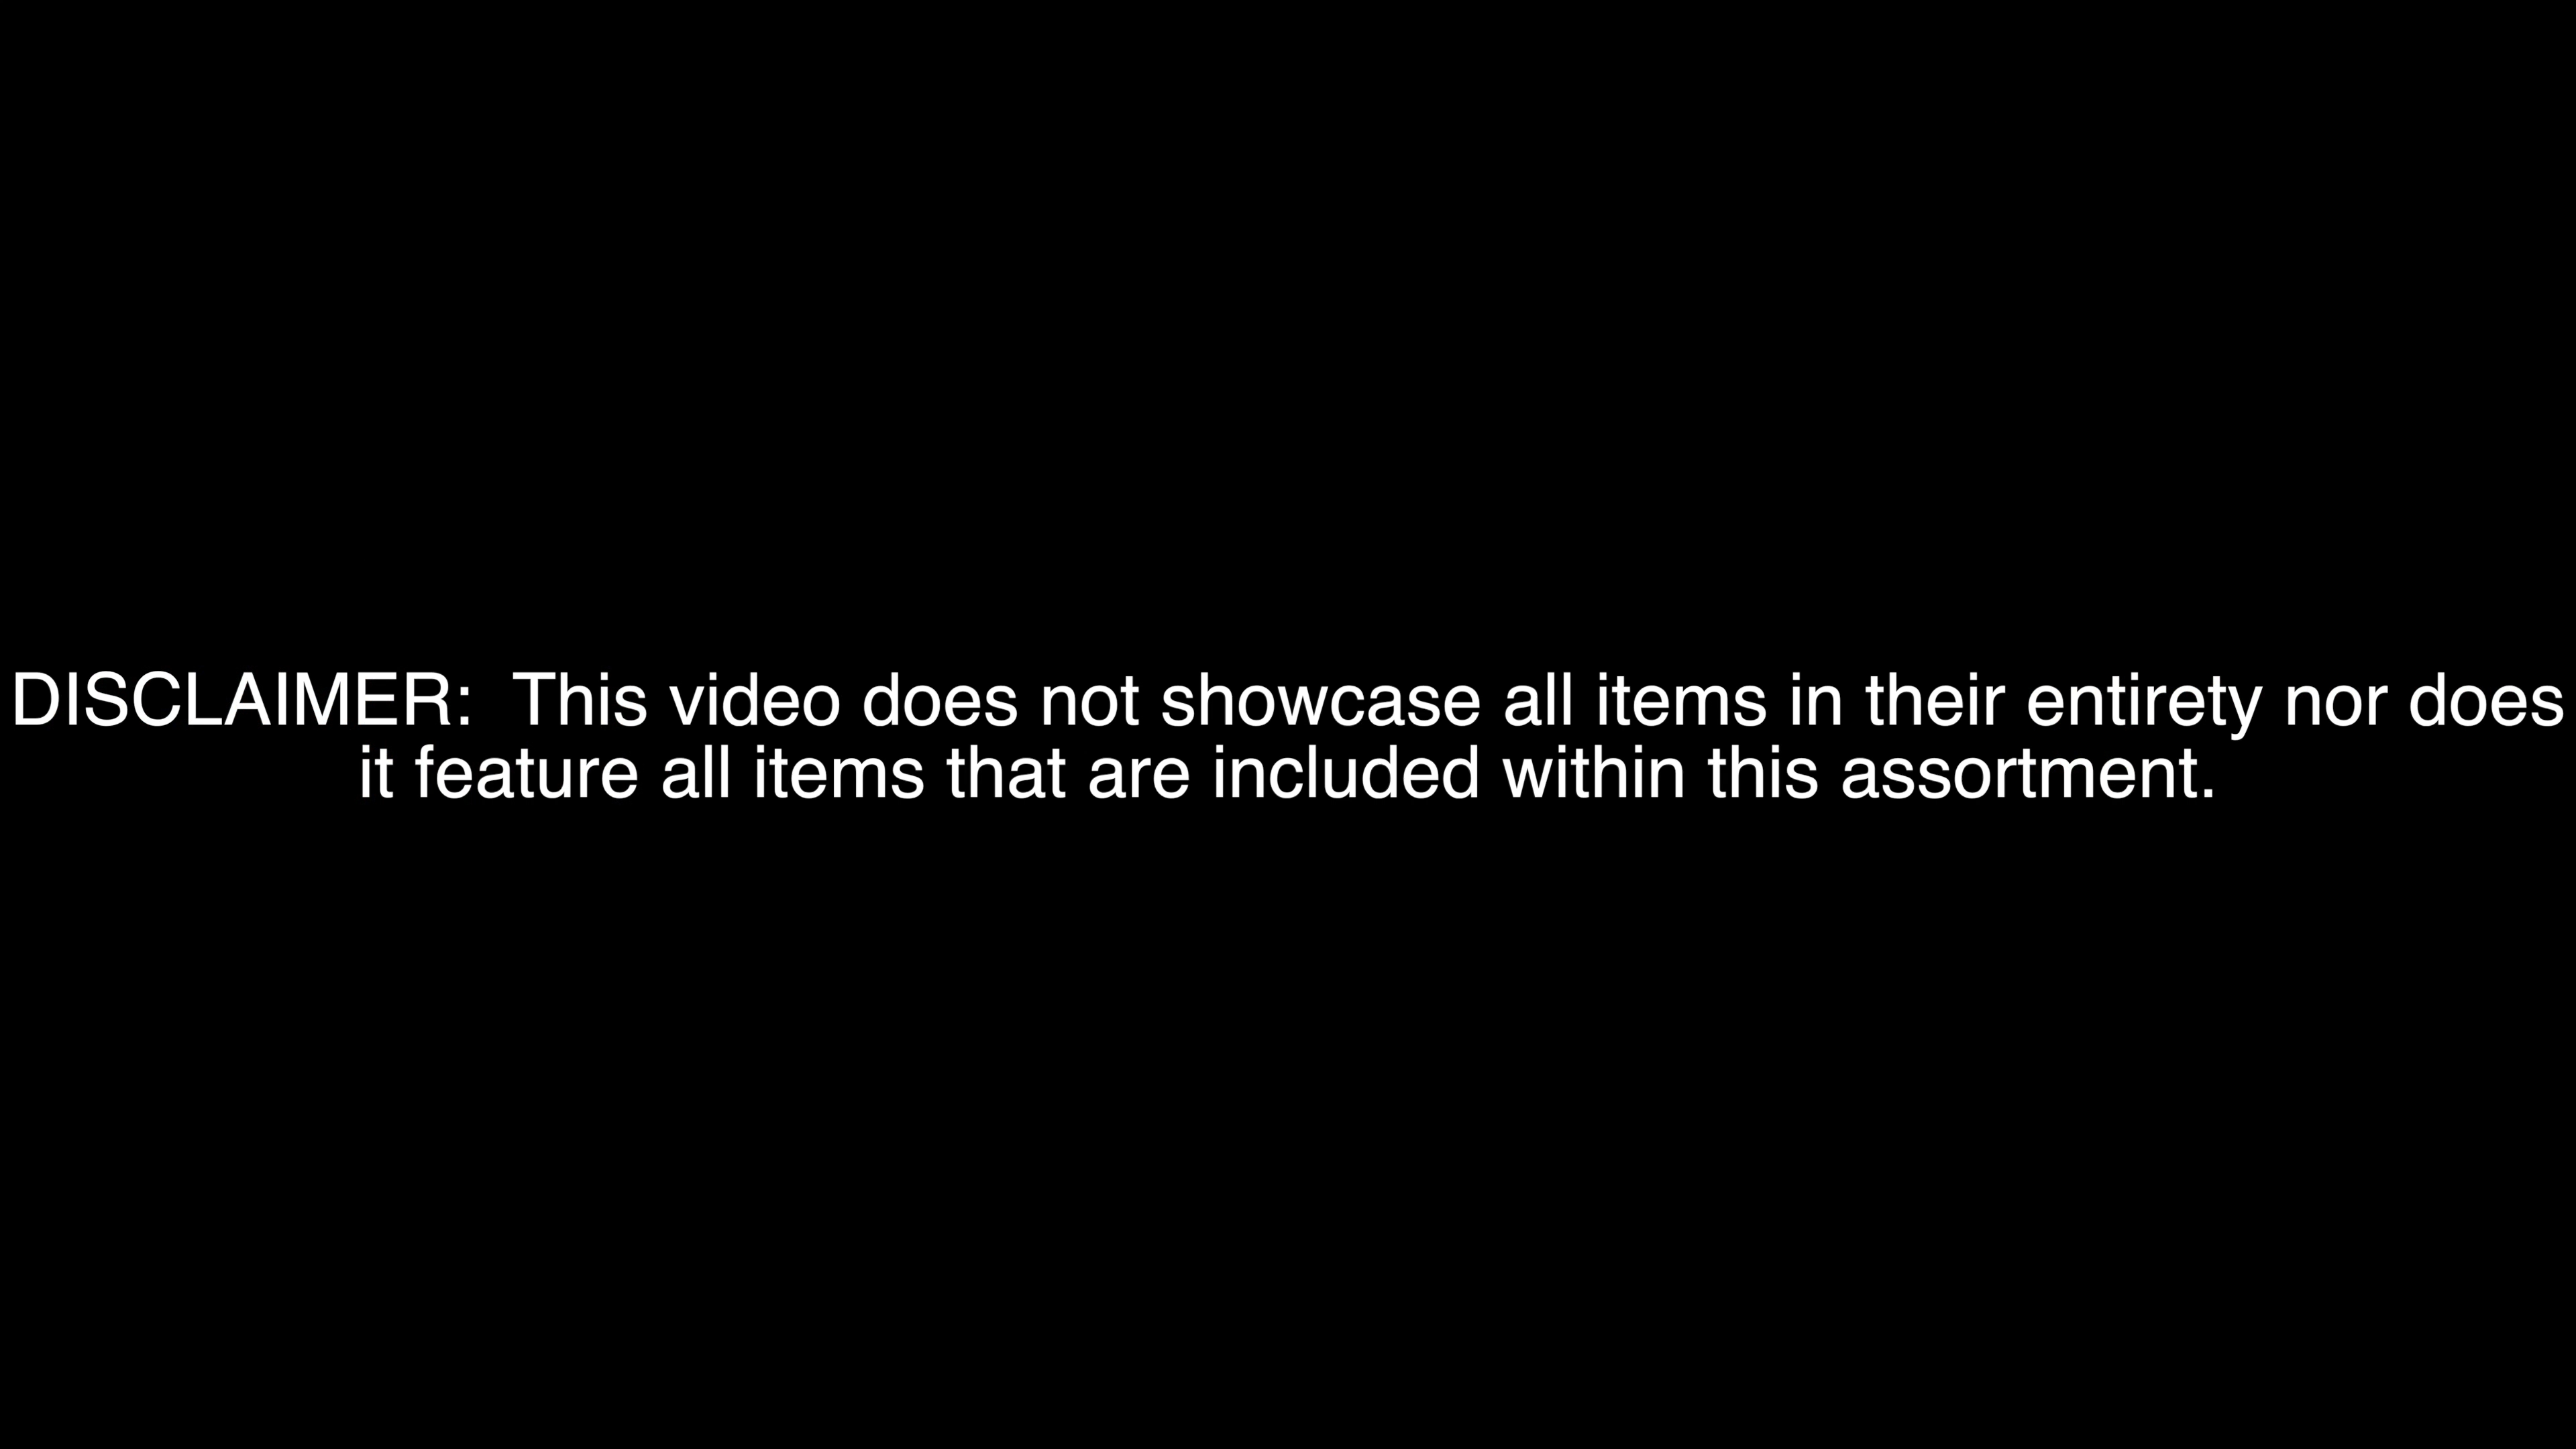 DISCLAIMER:  This video does not showcase all items in their entirety nor does
it feature all items that are included within this assortment.